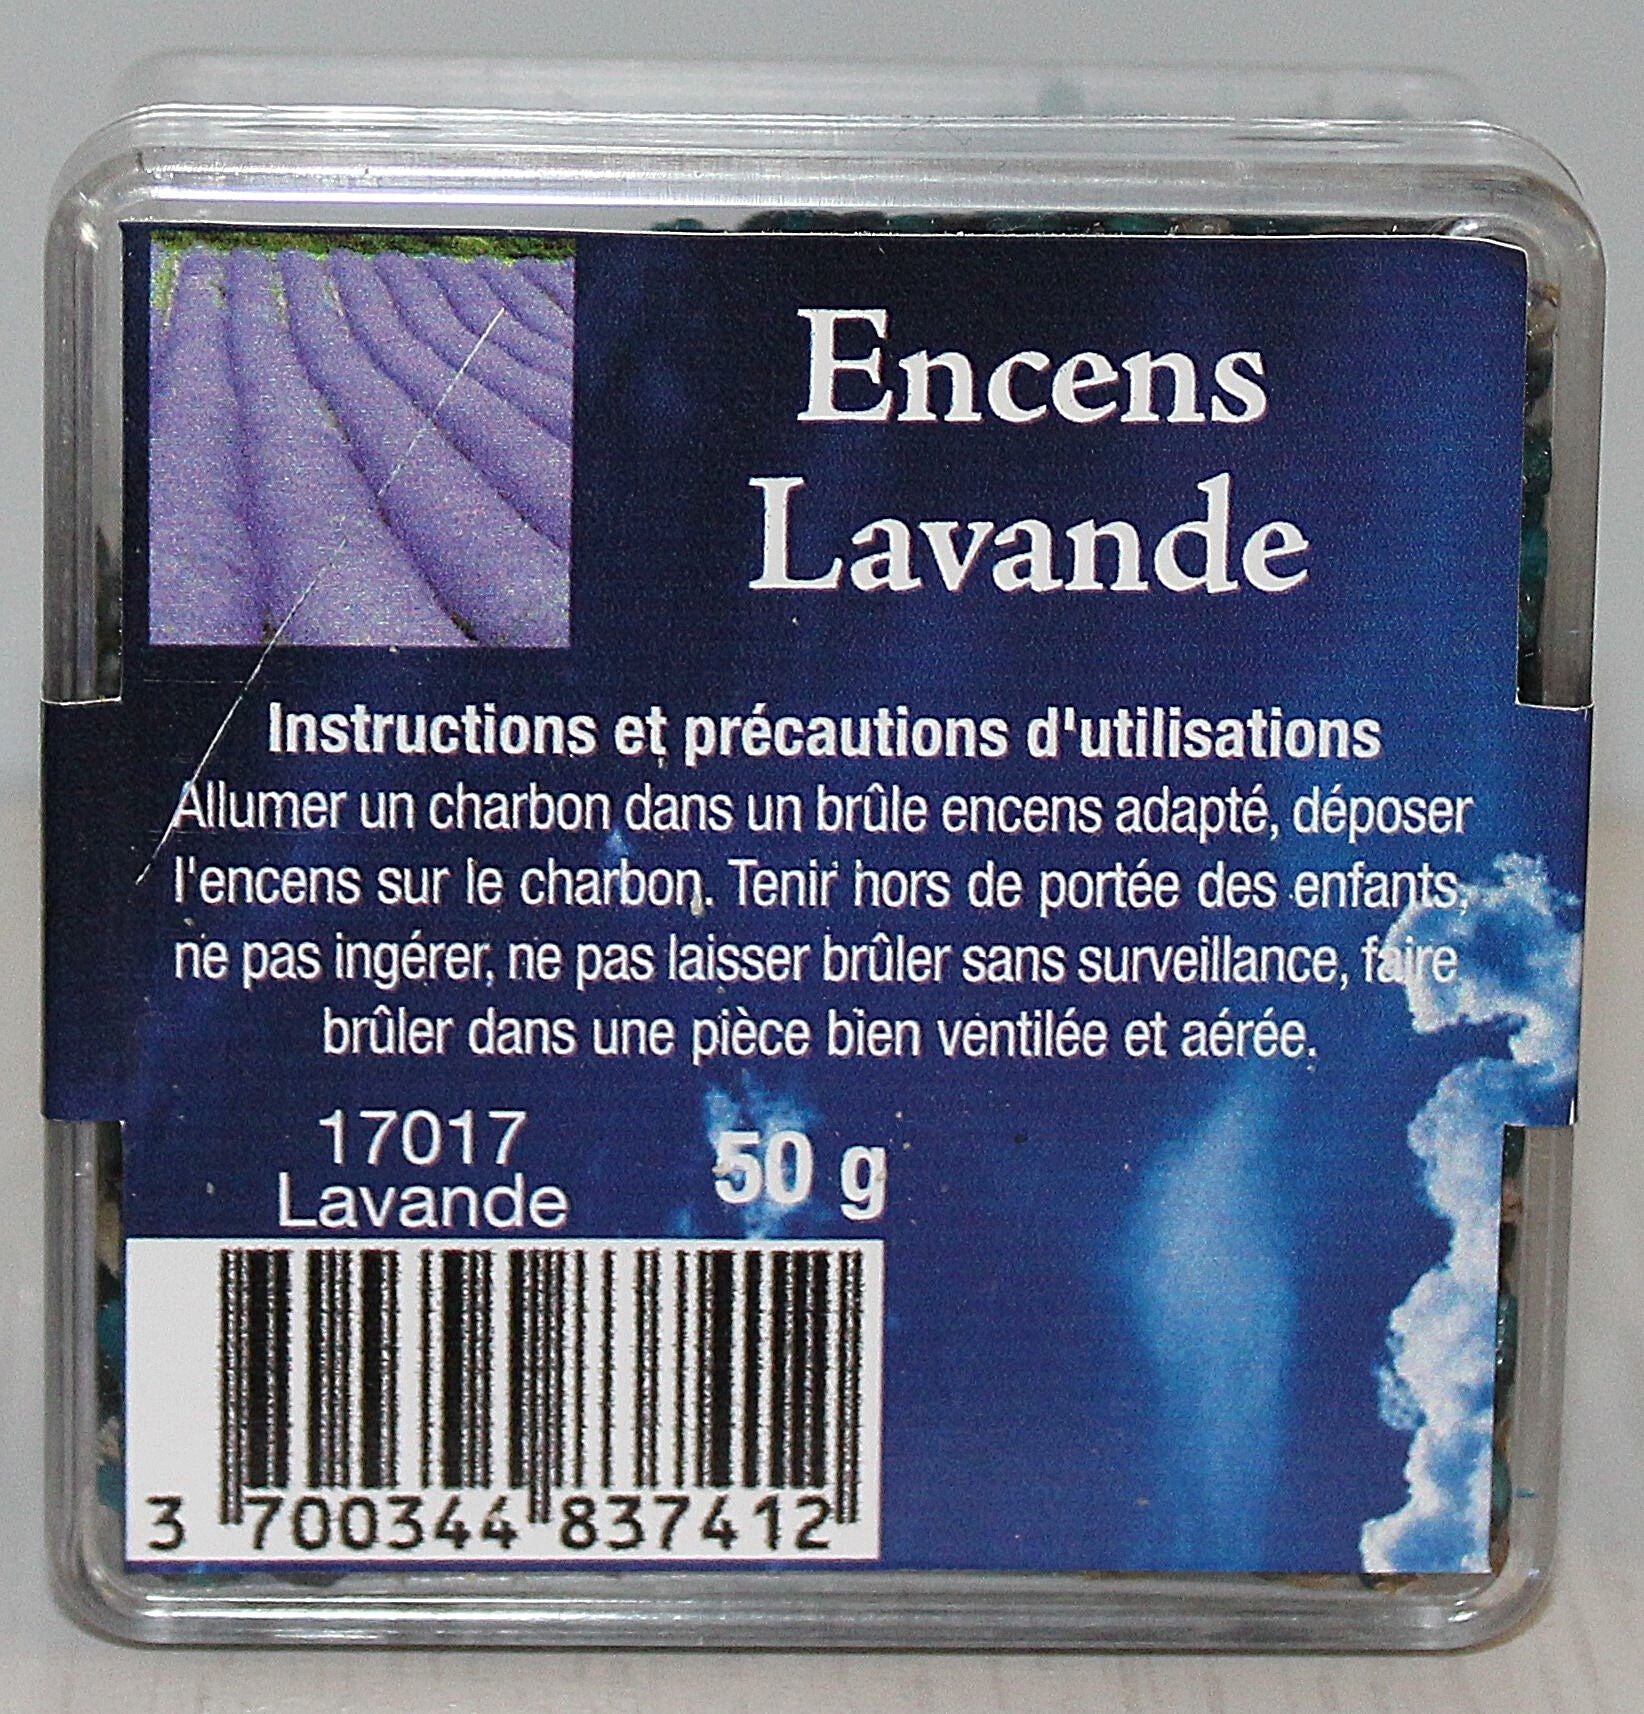 Encens
Lavande
Instructions et précautions d'utilisations
Allumer un charbon dans un brûle encens adapté, déposer
l'encens sur le charbon. Tenir hors de portée des enfants,
ne pas ingérer, ne pas laisser brûler sans surveillance, faire
brûler dans une pièce bien ventilée et aérée.
17017
Lavande
50 g
3 700344 837412